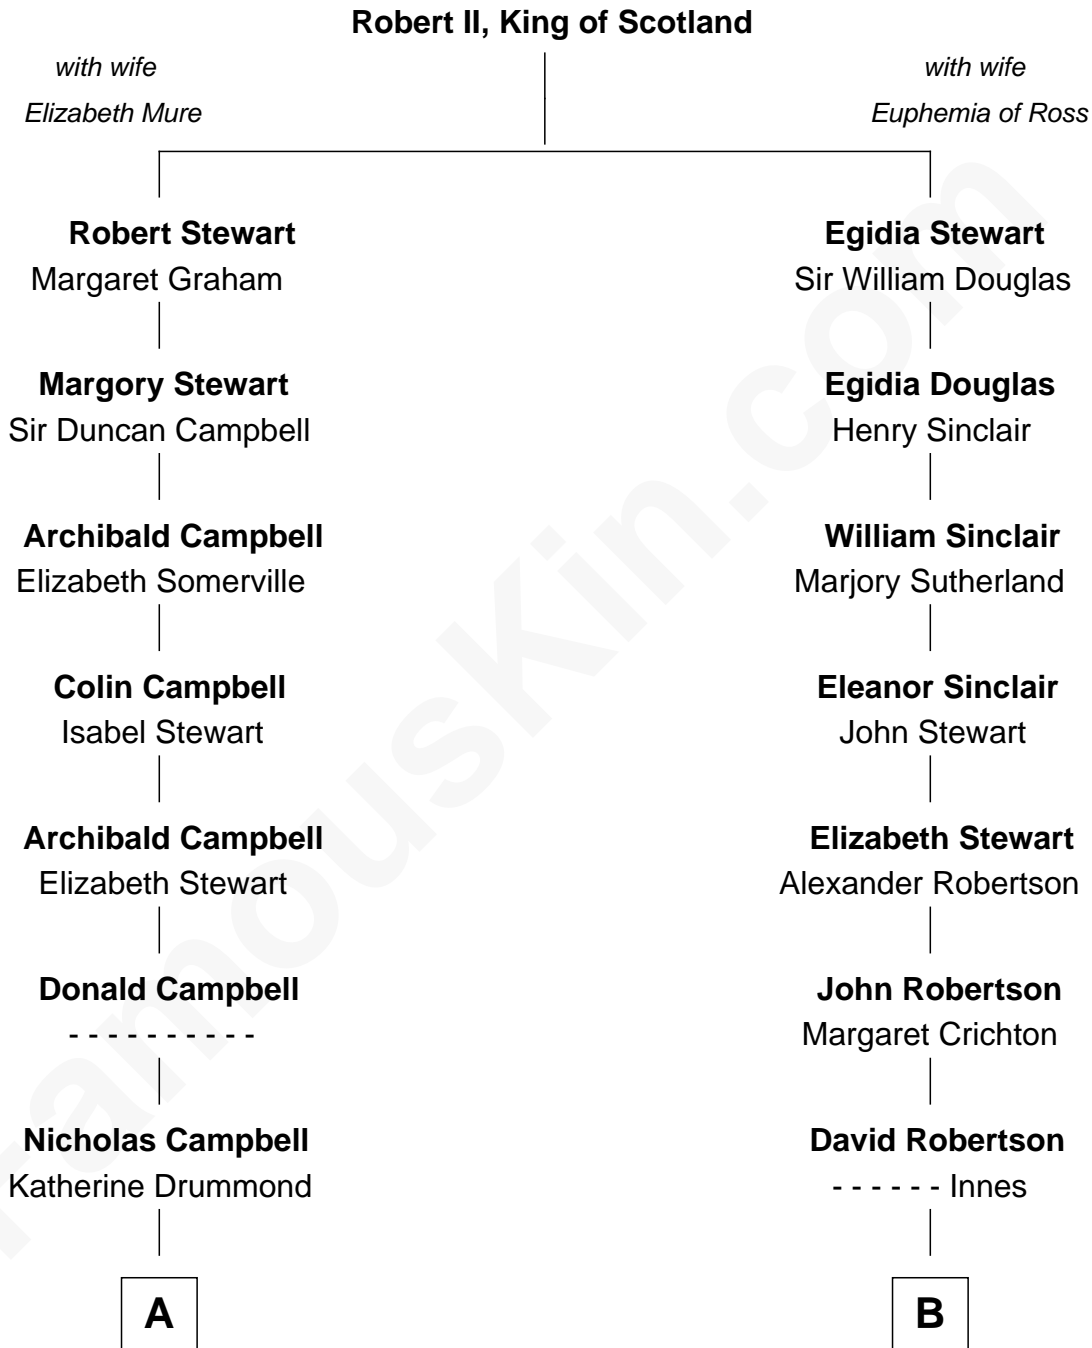 Robert II, King of Scotland
with wife
Elizabeth Mure
with wife
Euphemia of Ross
Robert Stewart
Margaret Graham
Egidia Stewart
Sir William Douglas
Margory Stewart
Sir Duncan Campbell
Egidia Douglas
Henry Sinclair
Archibald Campbell
Elizabeth Somerville
William Sinclair
Marjory Sutherland
Colin Campbell
Isabel Stewart
Eleanor Sinclair
John Stewart
Archibald Campbell
Elizabeth Stewart
Elizabeth Stewart
Alexander Robertson
Donald Campbell
- - - - - - - - - -
John Robertson
Margaret Crichton
Nicholas Campbell
Katherine Drummond
David Robertson
- - - - - - Innes
A
B
FamousKin.com